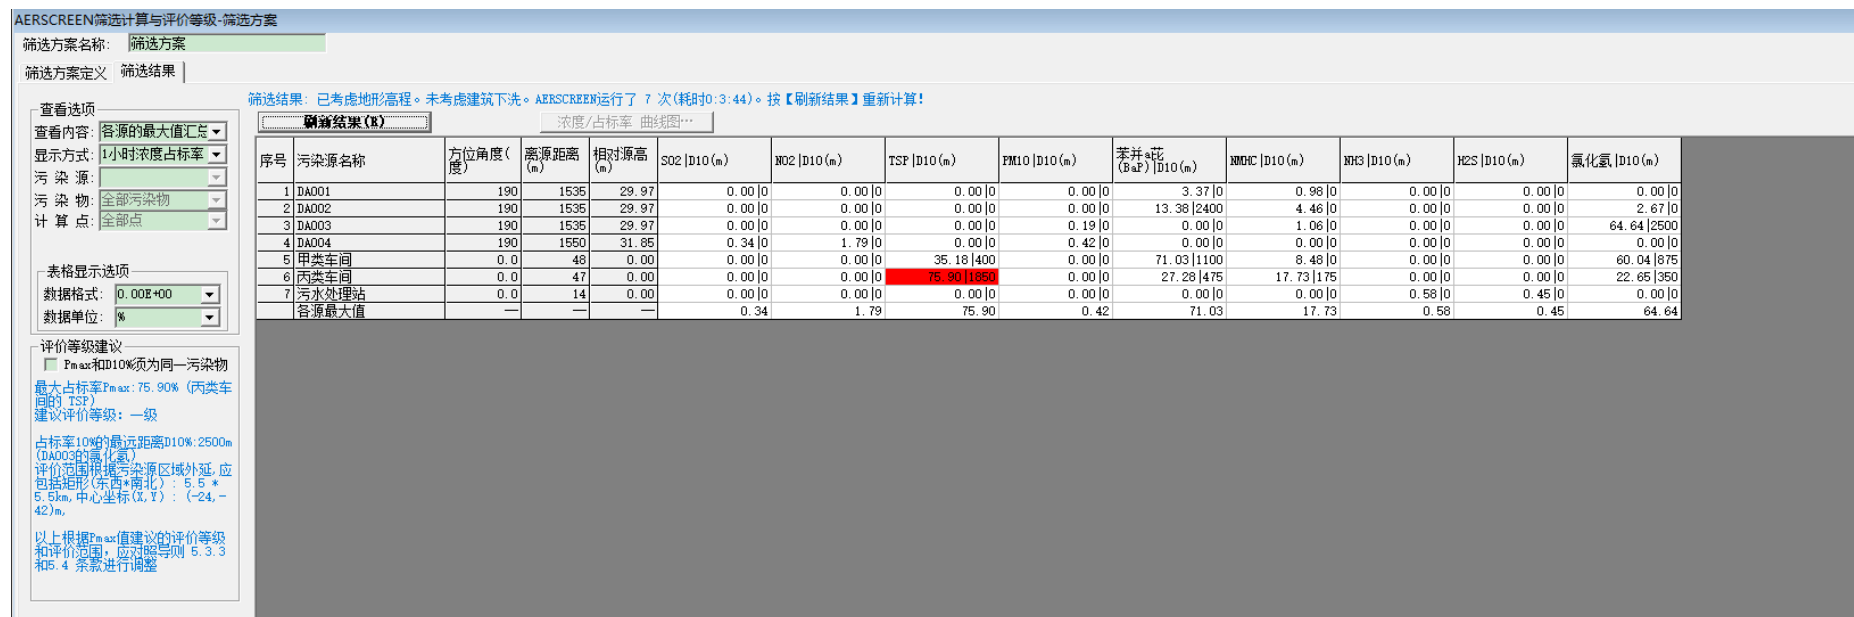 AERSCREEN筛选计算与评价等级-筛选方案
筛选方案名称: 筛选方案
筛选方案定义 筛选结果
查看选项
查看内容: 各源的最大值汇总
显示方式: 1小时浓度占标率
污 染 源:
污 染 物: 全部污染物
计 算 点: 全部点
表格显示选项
数据格式: 0.00E+00
数据单位: %
评价等级建议
Pmax和D10%须为同一污染物
最大占标率Pmax:75.90% (丙类车
间的 TSP)
建议评价等级: 一级
占标率10%的最远距离D10%:2500m
(DA003的氯化氢)
评价范围根据污染源区域外延,应
包括矩形(东西*南北): 5.5 *
5.5km,中心坐标(X,Y): (-24,-
42)m,
以上根据Pmax值建议的评价等级
和评价范围,应对照导则 5.3.3
和5.4 条款进行调整
筛选结果: 已考虑地形高程。未考虑建筑下洗。AERSCREEN运行了 7 次(耗时0:3:44)。按【刷新结果】重新计算!
刷新结果(R) 浓度/占标率 曲线图…
序号 污染源名称 方位角度(度) 离源距离(m) 相对源高(m) SO2|D10(m) NO2|D10(m) TSP|D10(m) PM10|D10(m) 苯并a芘(BaP)|D10(m) NMHC|D10(m) NH3|D10(m) H2S|D10(m) 氯化氢|D10(m)
1 DA001 190 1535 29.97 0.00|0 0.00|0 0.00|0 0.00|0 3.37|0 0.98|0 0.00|0 0.00|0 0.00|0
2 DA002 190 1535 29.97 0.00|0 0.00|0 0.00|0 0.00|0 13.38|2400 4.46|0 0.00|0 0.00|0 2.67|0
3 DA003 190 1535 29.97 0.00|0 0.00|0 0.00|0 0.19|0 0.00|0 1.06|0 0.00|0 0.00|0 64.64|2500
4 DA004 190 1550 31.85 0.34|0 1.79|0 0.00|0 0.42|0 0.00|0 0.00|0 0.00|0 0.00|0 0.00|0
5 甲类车间 0.0 48 0.00 0.00|0 0.00|0 35.18|400 0.00|0 71.03|1100 8.48|0 0.00|0 0.00|0 60.04|875
6 丙类车间 0.0 47 0.00 0.00|0 0.00|0 75.90|1850 0.00|0 27.28|475 17.73|175 0.00|0 0.00|0 22.65|350
7 污水处理站 0.0 14 0.00 0.00|0 0.00|0 0.00|0 0.00|0 0.00|0 0.00|0 0.58|0 0.45|0 0.00|0
各源最大值 — — — 0.34 1.79 75.90 0.42 71.03 17.73 0.58 0.45 64.64